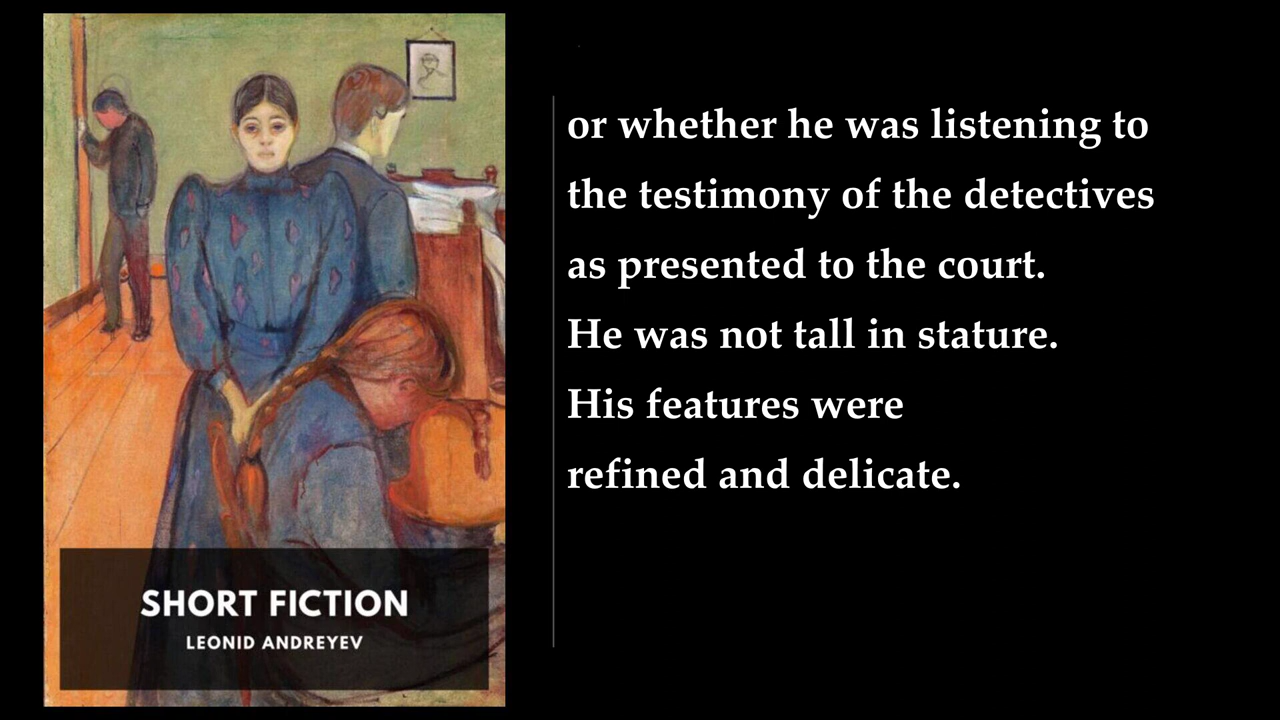 or whether he was listening to
the testimony of the detectives
as presented to the court.
He was not tall in stature.
His features were
refined and delicate.
SHORT FICTION
LEONID ANDREYEV